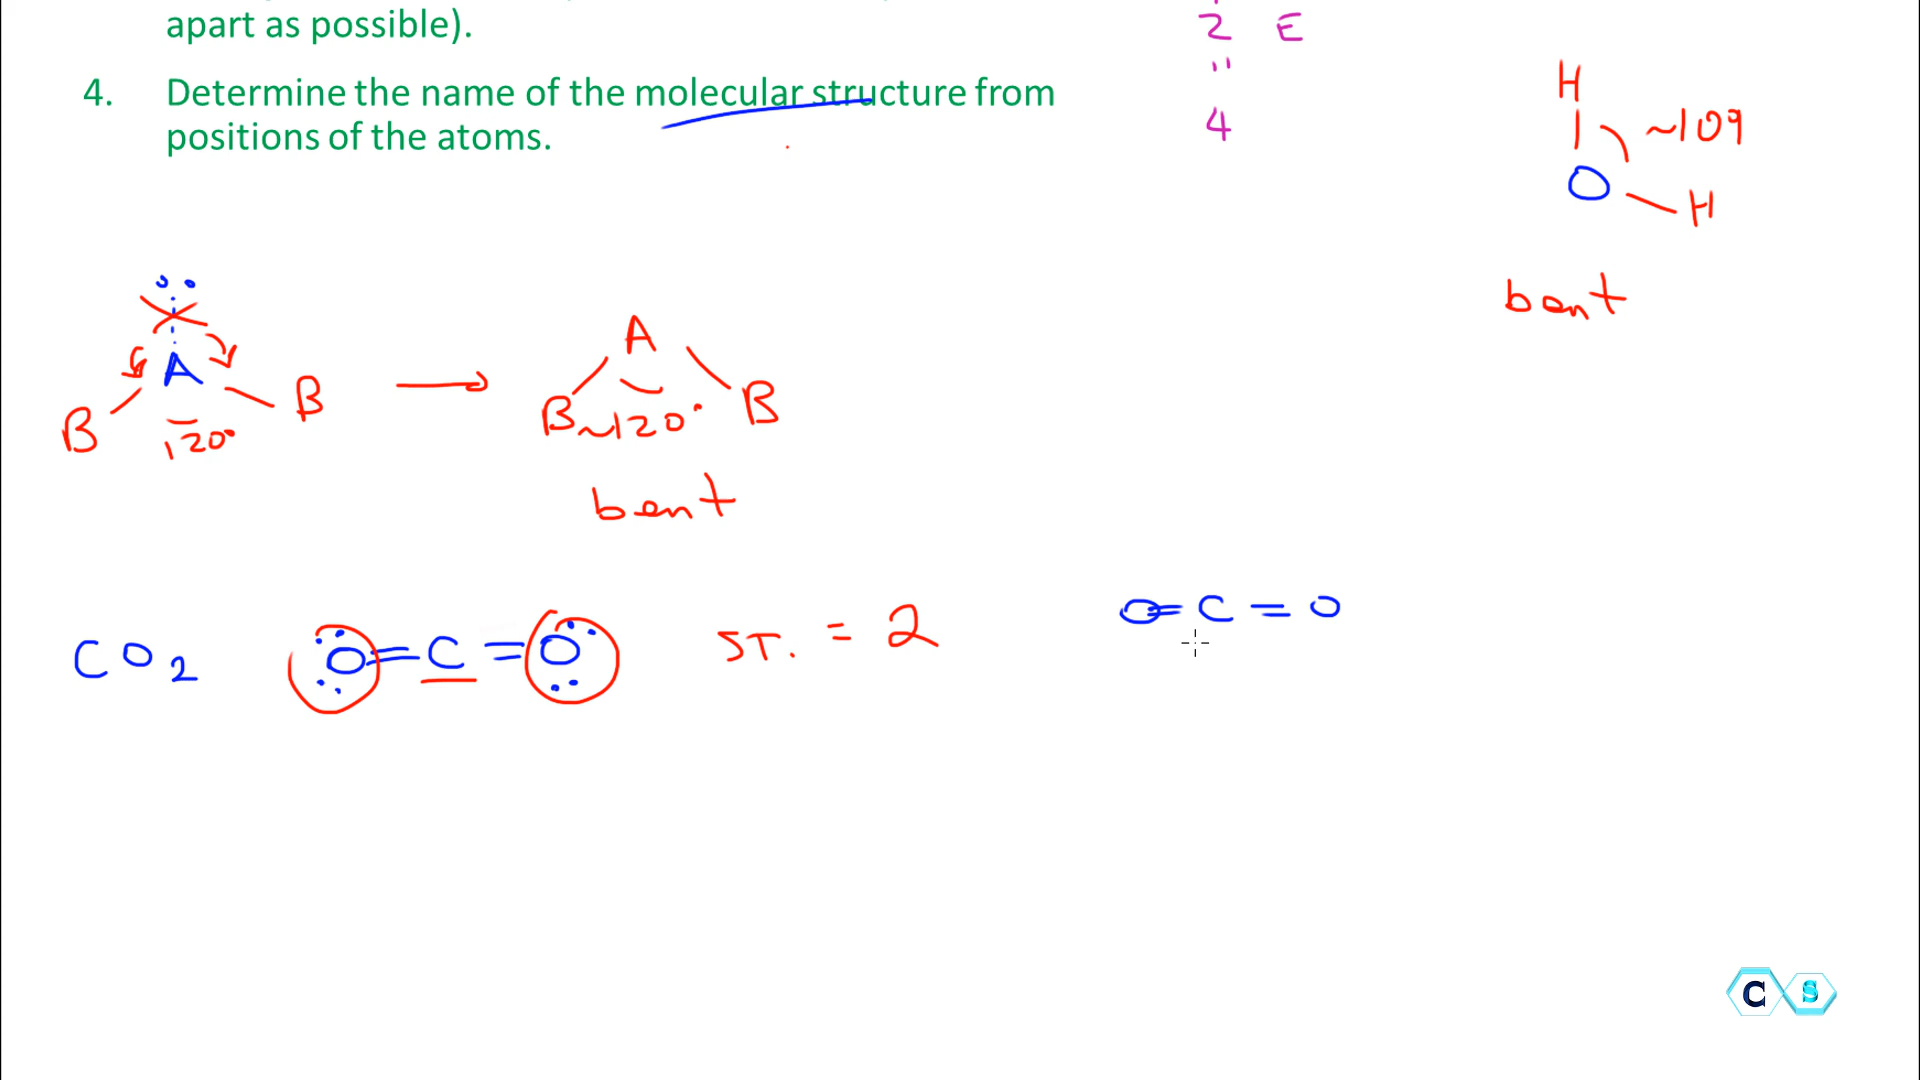 apart as possible).
4. Determine the name of the molecular structure from
positions of the atoms.
2 E
"
4
H
~109
O
H
bent
A
B
B
120°
A
B
~120°
B
bent
CO2
O=C=O
ST. = 2
O=C=O
C S